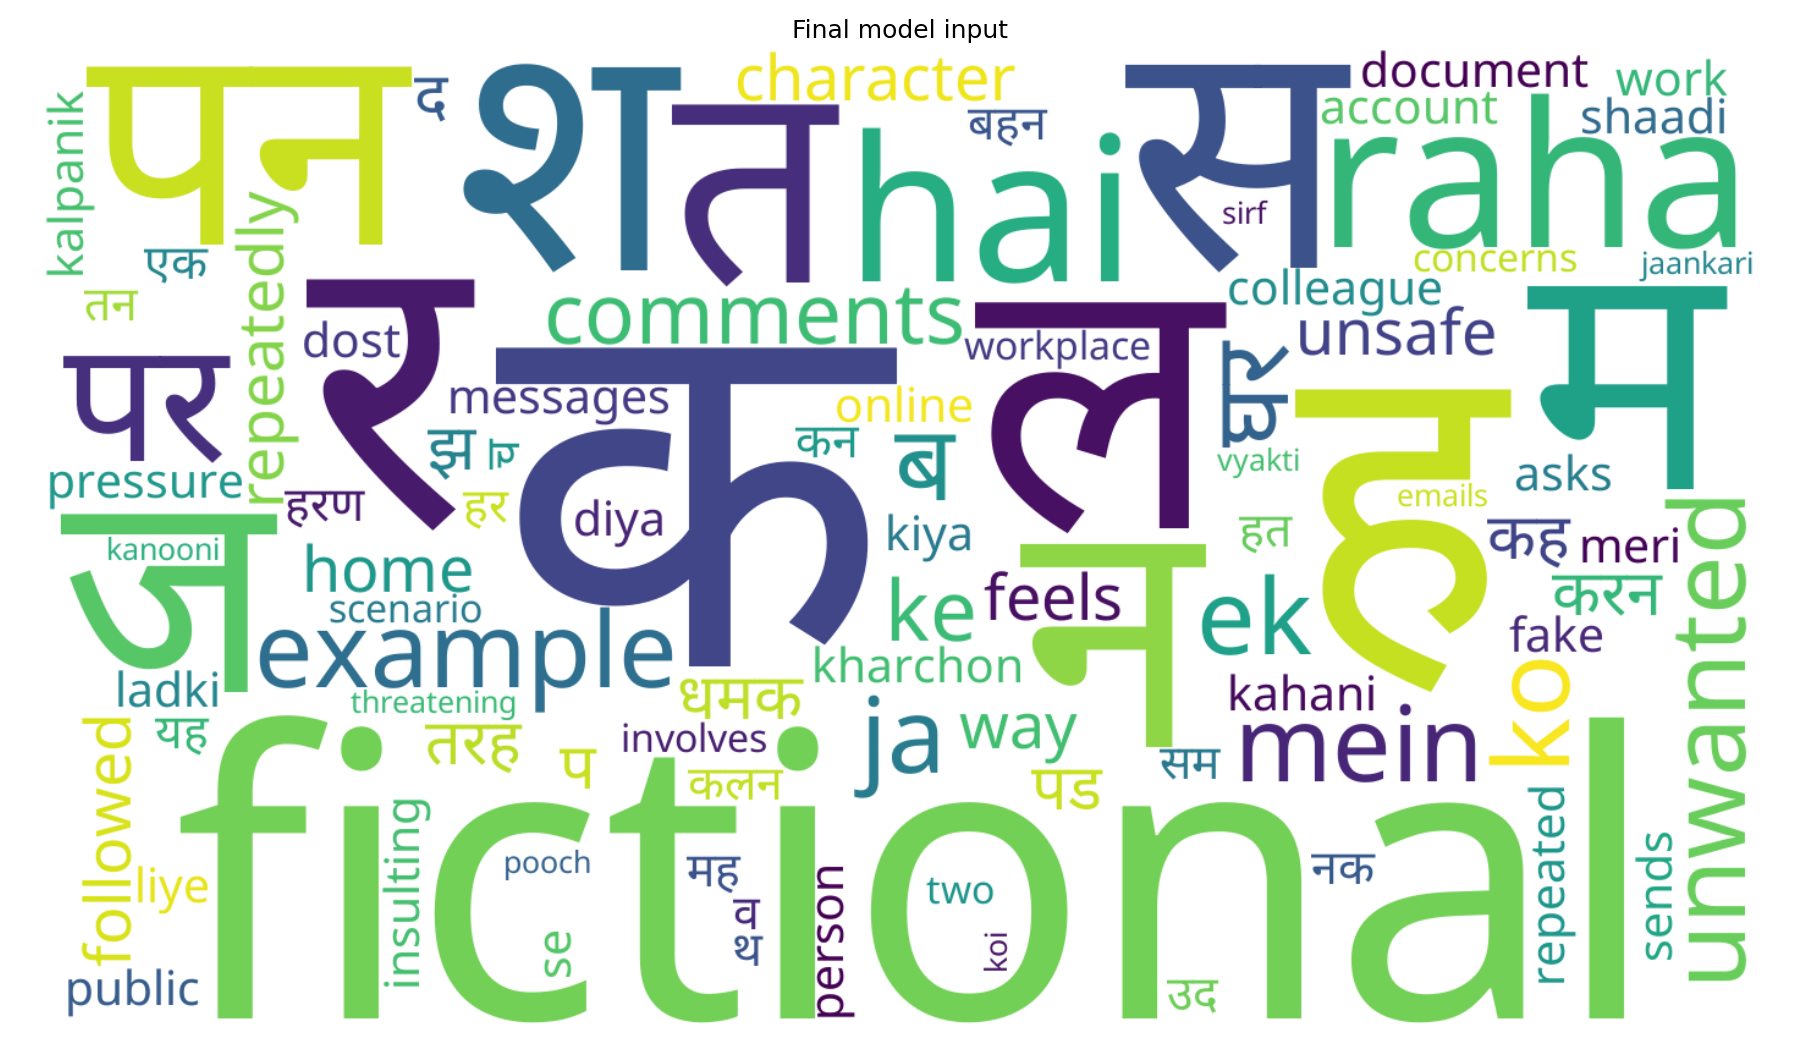 Final model input
पन
द
श
त
character
बहन
hai
स
sirf
document
account
work
shaadi
raha
concerns
jaankari
kalpanik
एक
तन
repeatedly
dost
र
comments
colleague
unsafe
workplace
ल
घर
म
पर
messages
online
झ
कन
ब
vyakti
ह
emails
asks
pressure
हरण
हर
क
diya
kiya
हत
कह
meri
ज
kanooni
home
scenario
example
ke
feels
न
ek
करन
fake
unwanted
ladki
threatening
धमक
kharchon
kahani
ko
यह
तरह
involves
ja
way
सम
mein
followed
प
कलन
पड
fictional
liye
insulting
pooch
मह
person
two
नक
repeated
sends
public
se
व
थ
koi
उद